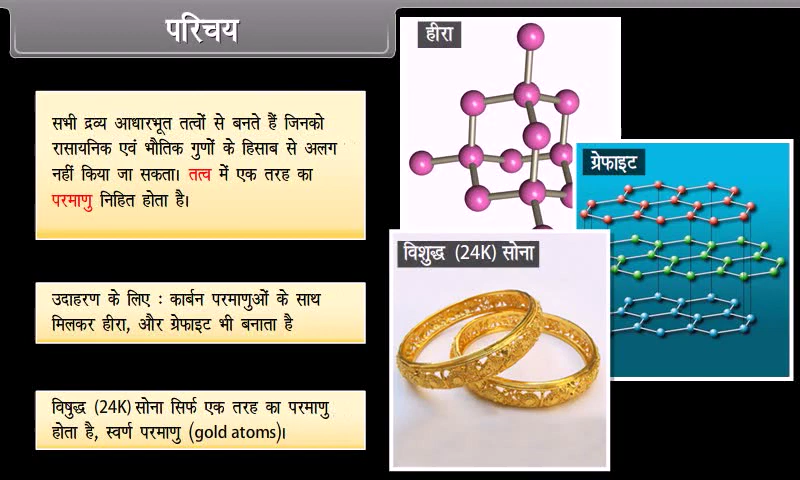 परिचय
सभी द्रव्य आधारभूत तत्वों से बनते हैं जिनको
रासायनिक एवं भौतिक गुणों के हिसाब से अलग
नहीं किया जा सकता। तत्व में एक तरह का
परमाणु निहित होता है।
उदाहरण के लिए : कार्बन परमाणुओं के साथ
मिलकर हीरा, और ग्रेफाइट भी बनाता है
विषुद्ध (24K) सोना सिर्फ एक तरह का परमाणु
होता है, स्वर्ण परमाणु (gold atoms)।
हीरा
ग्रेफाइट
विशुद्ध (24K) सोना